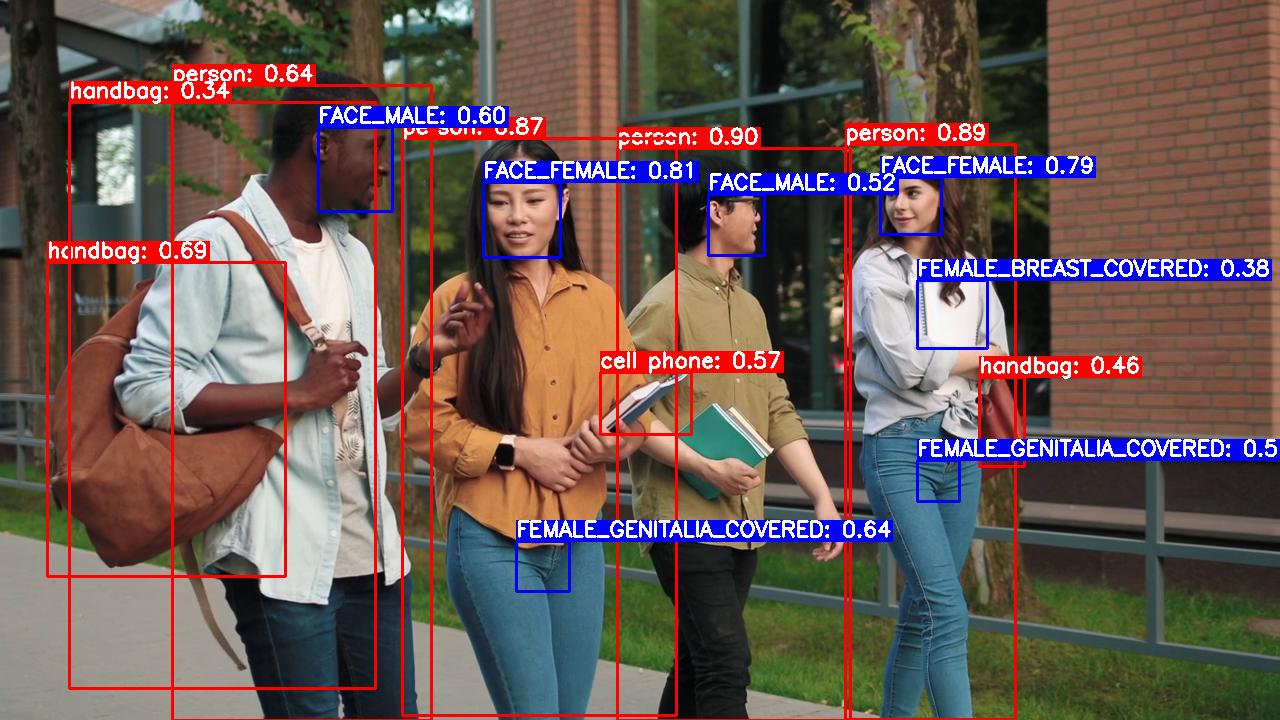 person: 0.64
handbag: 0.34
FACE_MALE: 0.60
person: 0.87
person: 0.90
person: 0.89
FACE_FEMALE: 0.81
FACE_MALE: 0.52
FACE_FEMALE: 0.79
handbag: 0.69
FEMALE_BREAST_COVERED: 0.38
cell phone: 0.57
handbag: 0.46
FEMALE_GENITALIA_COVERED: 0.5
FEMALE_GENITALIA_COVERED: 0.64